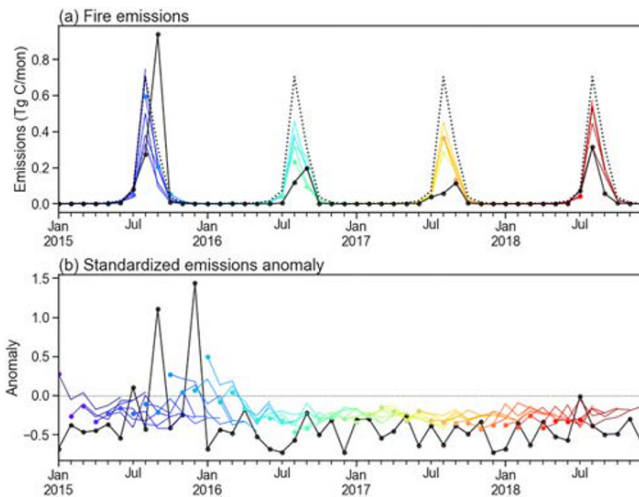 (a) Fire emissions
Emissions (Tg C/mon)
0.8
0.6
0.4
0.2
0.0
Jan Jul Jan Jul Jan Jul Jan Jul
2015 2016 2017 2018
(b) Standardized emissions anomaly
Anomaly
1.5
1.0
0.5
0.0
−0.5
Jan Jul Jan Jul Jan Jul Jan Jul
2015 2016 2017 2018